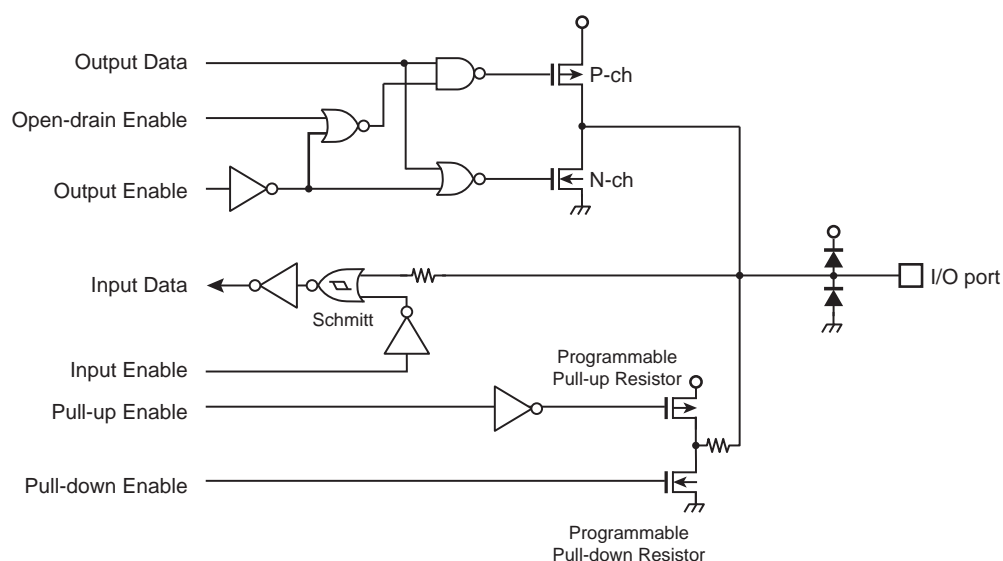 Output Data
P-ch
Open-drain Enable
Output Enable
N-ch
Input Data
Schmitt
I/O port
Input Enable
Programmable
Pull-up Resistor
Pull-up Enable
Pull-down Enable
Programmable
Pull-down Resistor